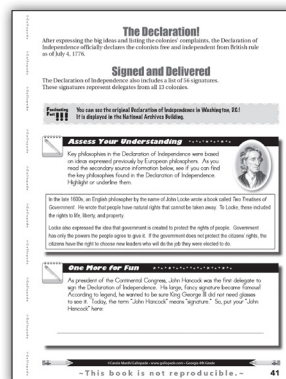 The Declaration!
After expressing the big ideas and listing the colonies' complaints, the Declaration of
Independence officially declares the colonies free and independent from British rule
as of July 4, 1776.
Signed and Delivered
The Declaration of Independence also includes a list of 56 signatures.
These signatures represent delegates from all 13 colonies.
Fascinating
Fact !!!
You can see the original Declaration of Independence in Washington, DC!
It is displayed in the National Archives Building.
Assess Your Understanding
Key philosophies in the Declaration of Independence were based
on ideas expressed previously by European philosophers. As you
read the secondary source information below, see if you can find
the key philosophies found in the Declaration of Independence.
Highlight or underline them.
In the late 1600s, an English philosopher by the name of John Locke wrote a book called Two Treatises of
Government. He wrote that people have natural rights that cannot be taken away. To Locke, these included
the rights to life, liberty, and property.
Locke also expressed the idea that government is created to protect the rights of people. Government
has only the powers the people agree to give it. If the government does not protect the citizens' rights, the
citizens have the right to choose new leaders who will do the job they were elected to do.
One More for Fun
As president of the Continental Congress, John Hancock was the first delegate to
sign the Declaration of Independence. His large, fancy signature became famous!
According to legend, he wanted to be sure King George III did not need glasses
to see it. Today, the term "John Hancock" means "signature." So, put your "John
Hancock" here:
©Carole Marsh/Gallopade • www.gallopade.com •
~This book is not reproducible.~
41